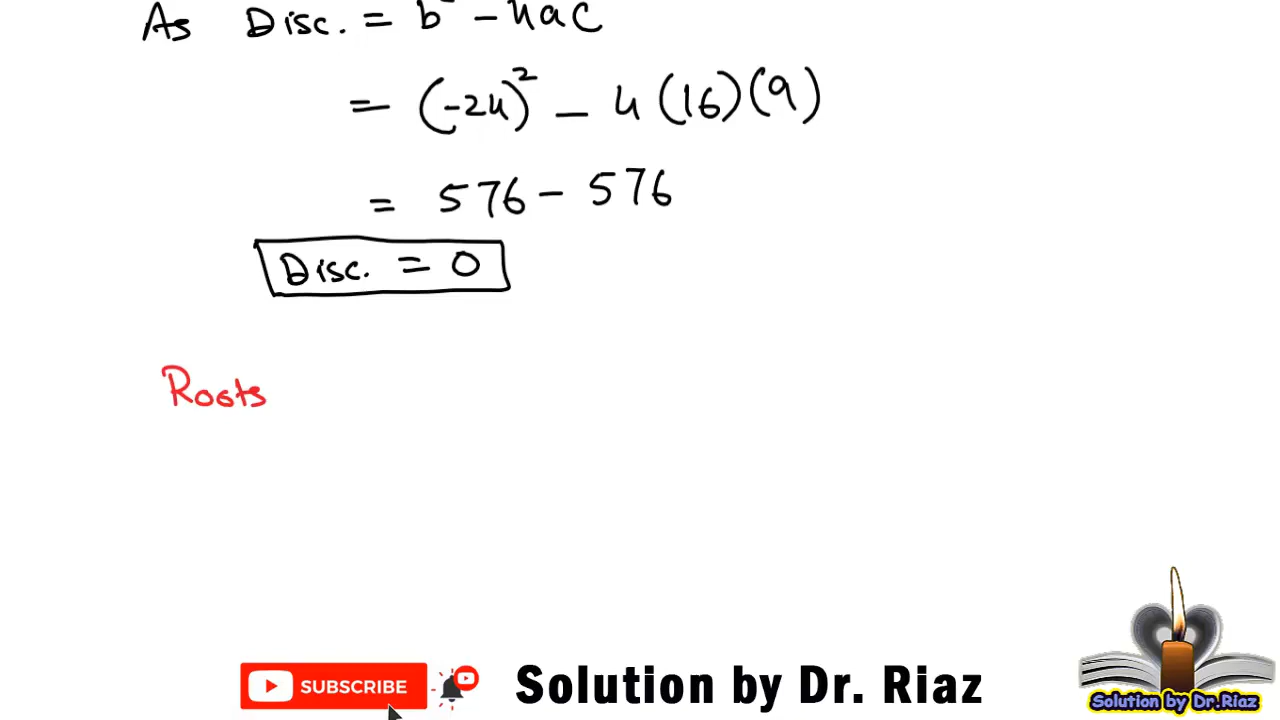 As Disc. = b² - 4ac
= (-24)² - 4(16)(9)
= 576 - 576
Disc. = 0
Roots
SUBSCRIBE
Solution by Dr. Riaz
Solution by Dr.Riaz